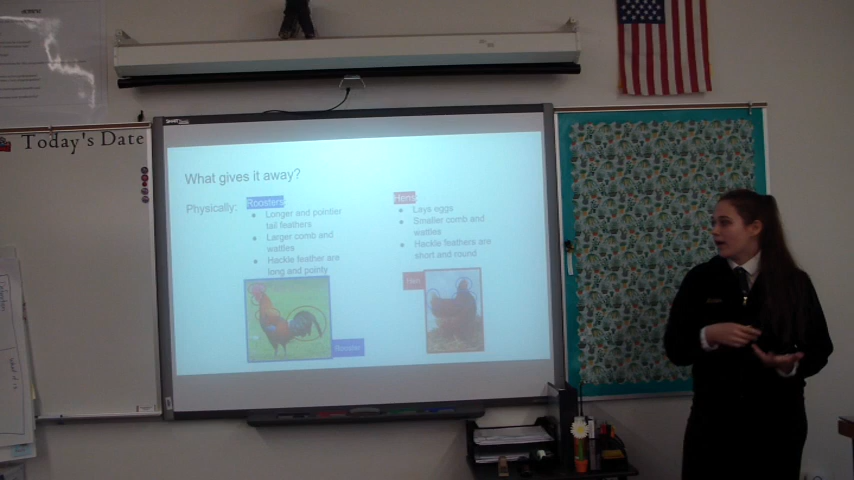 Today's Date
What gives it away?
Physically:
Roosters
● Longer and pointier
tail feathers
● Larger comb and
wattles
● Hackle feather are
long and pointy
Rooster
Hens
● Lays eggs
● Smaller comb and
wattles
● Hackle feathers are
short and round
Hen